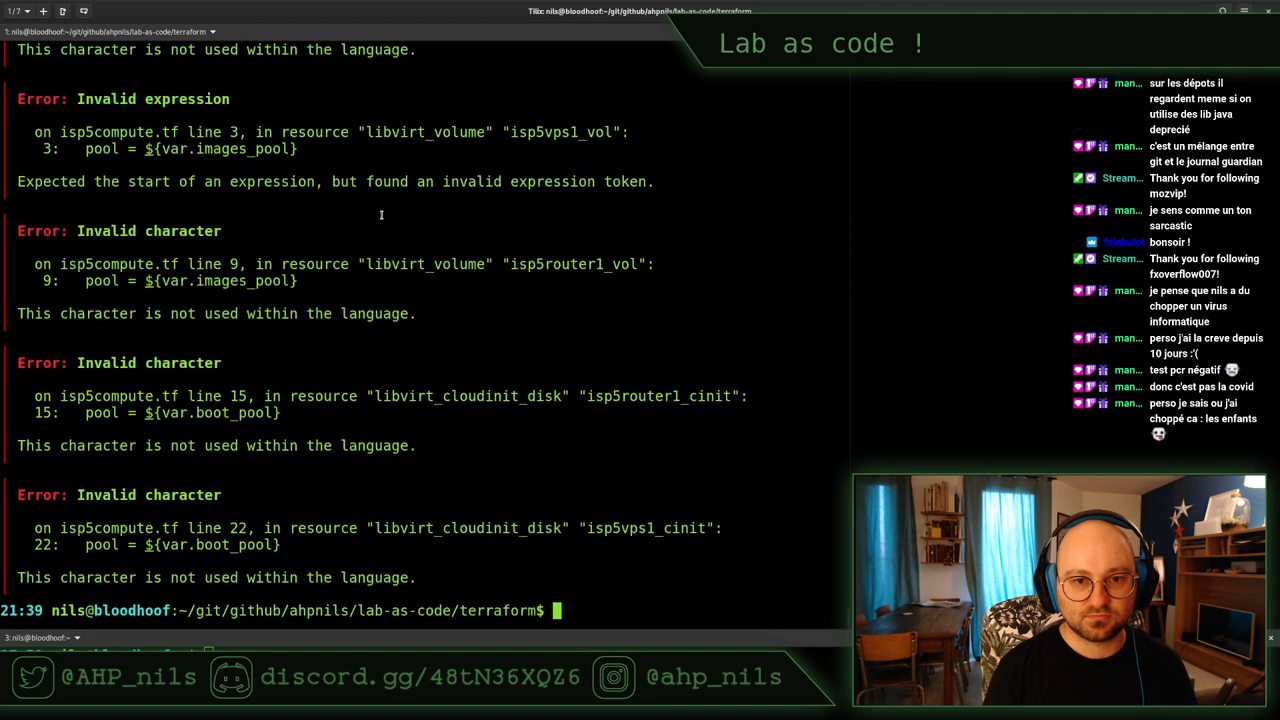 1/7
Tilix: nils@bloodhoof:~/git/github/ahpnils/lab-as-code/terraform
1: nils@bloodhoof:~/git/github/ahpnils/lab-as-code/terraform
Lab as code !
This character is not used within the language.
Error: Invalid expression
on isp5compute.tf line 3, in resource "libvirt_volume" "isp5vps1_vol":
3:   pool = ${var.images_pool}
Expected the start of an expression, but found an invalid expression token.
Error: Invalid character
on isp5compute.tf line 9, in resource "libvirt_volume" "isp5router1_vol":
9:   pool = ${var.images_pool}
This character is not used within the language.
Error: Invalid character
on isp5compute.tf line 15, in resource "libvirt_cloudinit_disk" "isp5router1_cinit":
15:   pool = ${var.boot_pool}
This character is not used within the language.
Error: Invalid character
on isp5compute.tf line 22, in resource "libvirt_cloudinit_disk" "isp5vps1_cinit":
22:   pool = ${var.boot_pool}
This character is not used within the language.
21:39 nils@bloodhoof:~/git/github/ahpnils/lab-as-code/terraform$
3: nils@bloodhoof:~
man... sur les dépots il
regardent meme si on
utilise des lib java
deprecié
man... c'est un mélange entre
git et le journal guardian
Stream... Thank you for following
mozvip!
man... je sens comme un ton
sarcastic
bonsoir !
Stream... Thank you for following
fxoverflow007!
man... je pense que nils a du
chopper un virus
informatique
man... perso j'ai la creve depuis
10 jours :'(
man... test pcr négatif
man... donc c'est pas la covid
man... perso je sais ou j'ai
choppé ca : les enfants
@AHP_nils
discord.gg/48tN36XQZ6
@ahp_nils